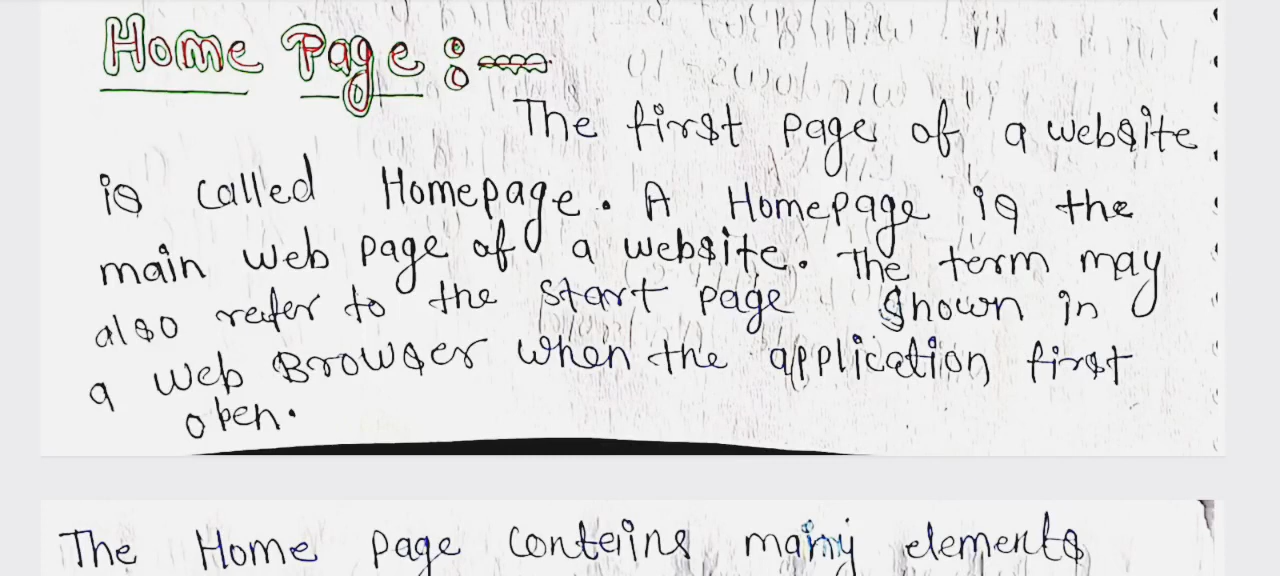 Home Page :-
The first page of a website
is called Homepage. A Homepage is the
main web page of a website. The term may
also reefer to the start page shown in
a web Browser when the application first
open.
The Home page conteins many elements